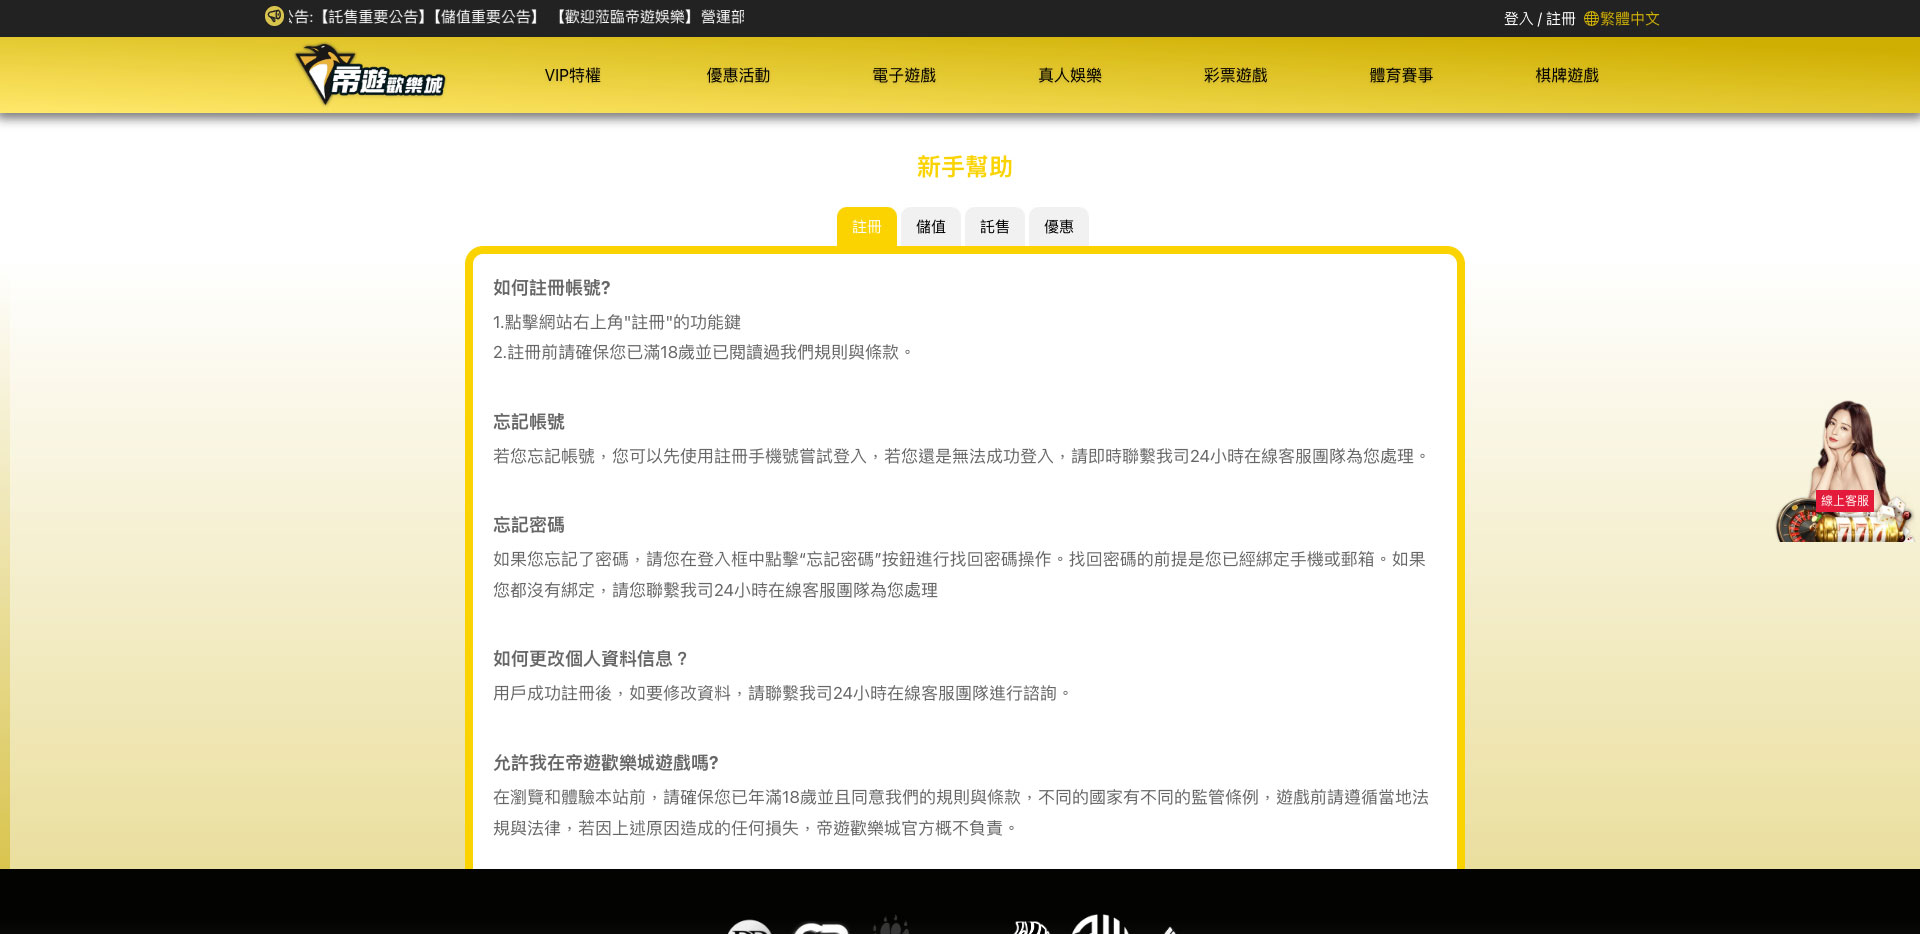 公告:【託售重要公告】【儲值重要公告】 【歡迎蒞臨帝遊娛樂】營運部
登入 / 註冊 繁體中文
帝遊歡樂城
VIP特權
優惠活動
電子遊戲
真人娛樂
彩票遊戲
體育賽事
棋牌遊戲
新手幫助
註冊
儲值
託售
優惠
如何註冊帳號?
1.點擊網站右上角"註冊"的功能鍵
2.註冊前請確保您已滿18歲並已閱讀過我們規則與條款。
忘記帳號
若您忘記帳號，您可以先使用註冊手機號嘗試登入，若您還是無法成功登入，請即時聯繫我司24小時在線客服團隊為您處理。
忘記密碼
如果您忘記了密碼，請您在登入框中點擊“忘記密碼”按鈕進行找回密碼操作。找回密碼的前提是您已經綁定手機或郵箱。如果
您都沒有綁定，請您聯繫我司24小時在線客服團隊為您處理
如何更改個人資料信息？
用戶成功註冊後，如要修改資料，請聯繫我司24小時在線客服團隊進行諮詢。
允許我在帝遊歡樂城遊戲嗎?
在瀏覽和體驗本站前，請確保您已年滿18歲並且同意我們的規則與條款，不同的國家有不同的監管條例，遊戲前請遵循當地法
規與法律，若因上述原因造成的任何損失，帝遊歡樂城官方概不負責。
線上客服
777